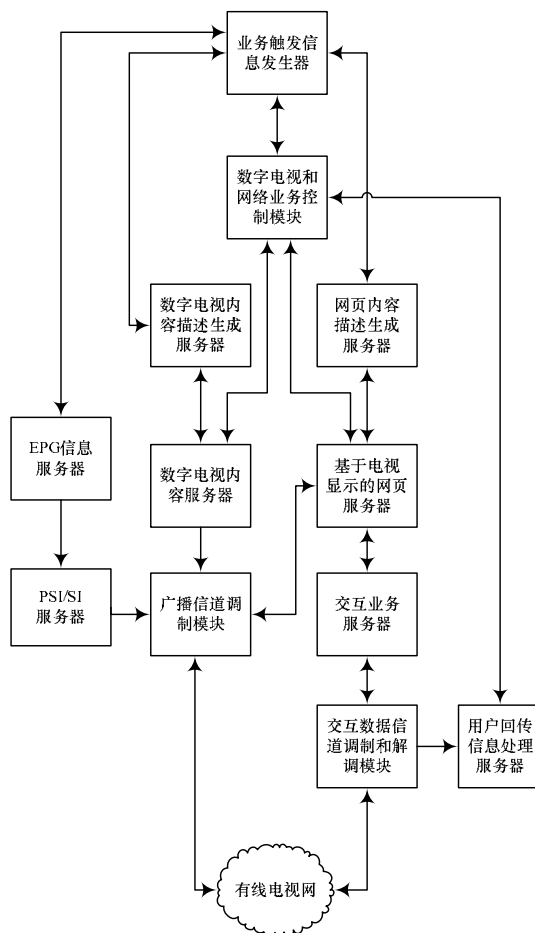 业务触发信
息发生器
数字电视和
网络业务控
制模块
数字电视内
容描述生成
服务器
网页内容
描述生成
服务器
EPG信息
服务器
数字电视内
容服务器
基于电视
显示的网页
服务器
PSI/SI
服务器
广播信道调
制模块
交互业务
服务器
交互数据信
道调制和解
调模块
用户回传
信息处理
服务器
有线电视网